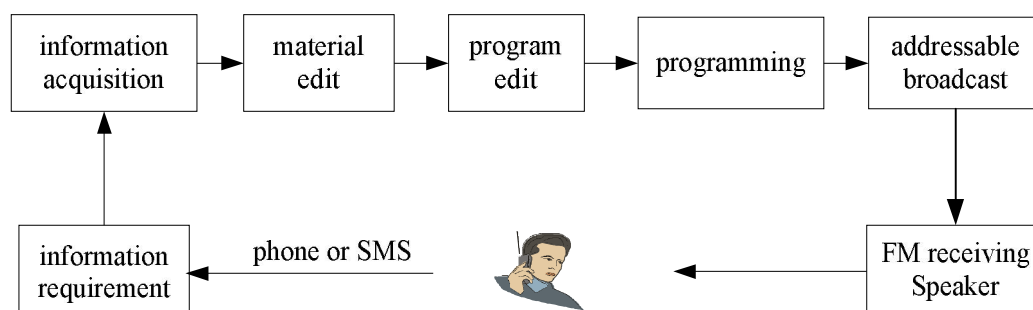 information
acquisition
material
edit
program
edit
programming
addressable
broadcast
information
requirement
phone or SMS
FM receiving
Speaker